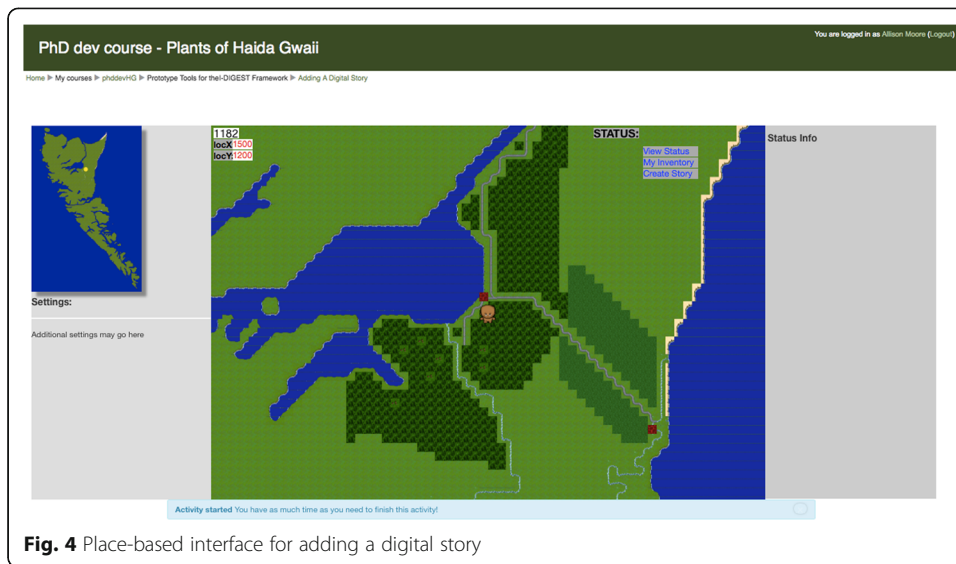 PhD dev course - Plants of Haida Gwaii
You are logged in as Allison Moore (Logout)
Home ▶ My courses ▶ phddevHG ▶ Prototype Tools for theI-DIGEST Framework ▶ Adding A Digital Story
1182
locX:1500
locY:1200
STATUS:
View Status
My Inventory
Create Story
Status Info
Settings:
Additional settings may go here
Activity started You have as much time as you need to finish this activity!
Fig. 4 Place-based interface for adding a digital story